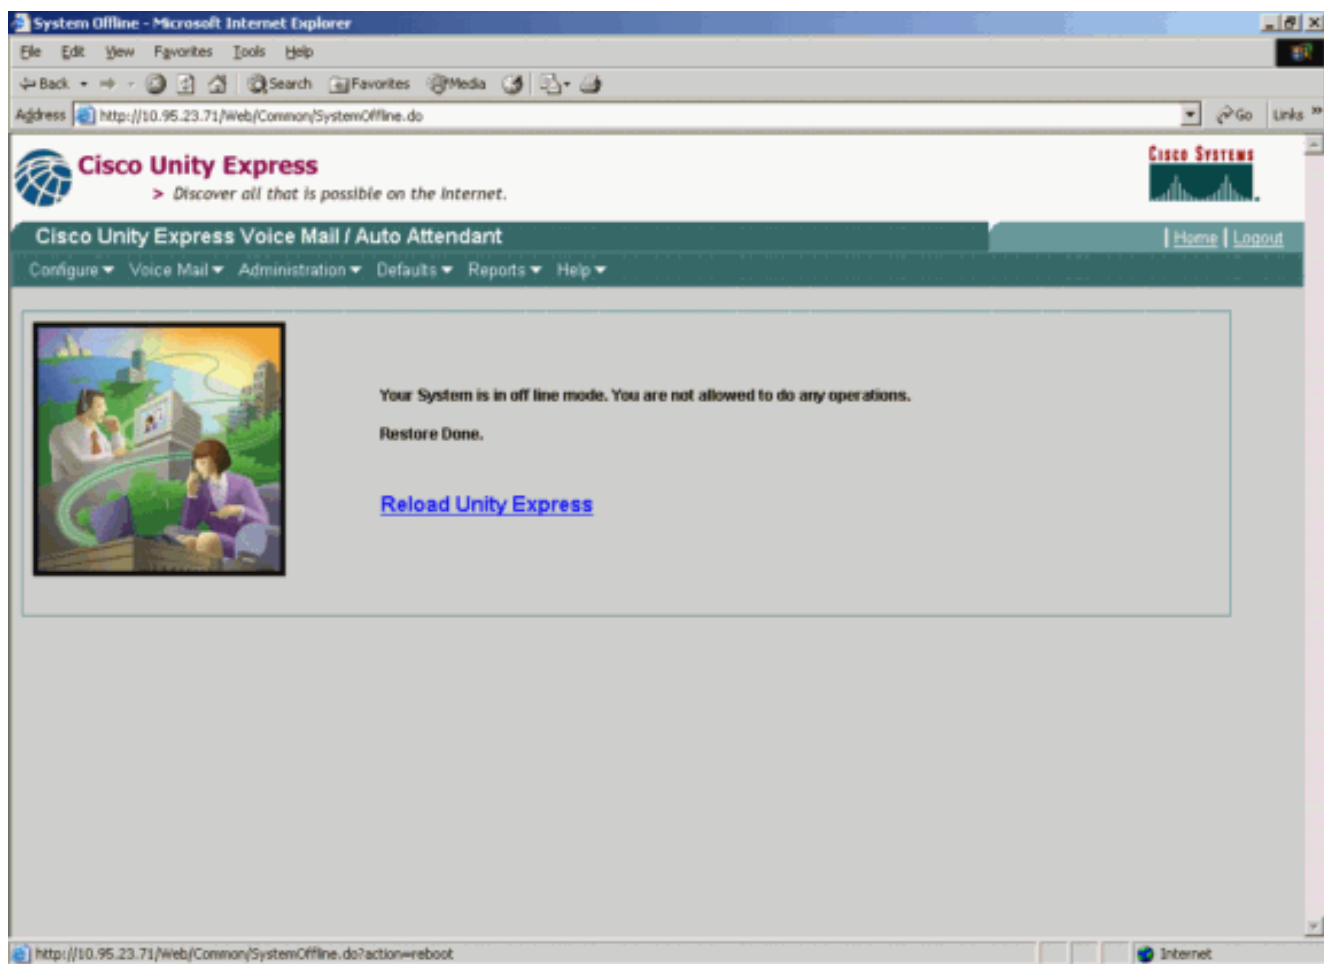 System Offline - Microsoft Internet Explorer
File Edit View Favorites Tools Help
Back Search Favorites Media
Address http://10.95.23.71/Web/Common/SystemOffline.do Go Links »
Cisco Unity Express
> Discover all that is possible on the Internet.
CISCO SYSTEMS
Cisco Unity Express Voice Mail / Auto Attendant
| Home | Logout
Configure Voice Mail Administration Defaults Reports Help
Your System is in off line mode. You are not allowed to do any operations.
Restore Done.
Reload Unity Express
http://10.95.23.71/Web/Common/SystemOffline.do?action=reboot Internet